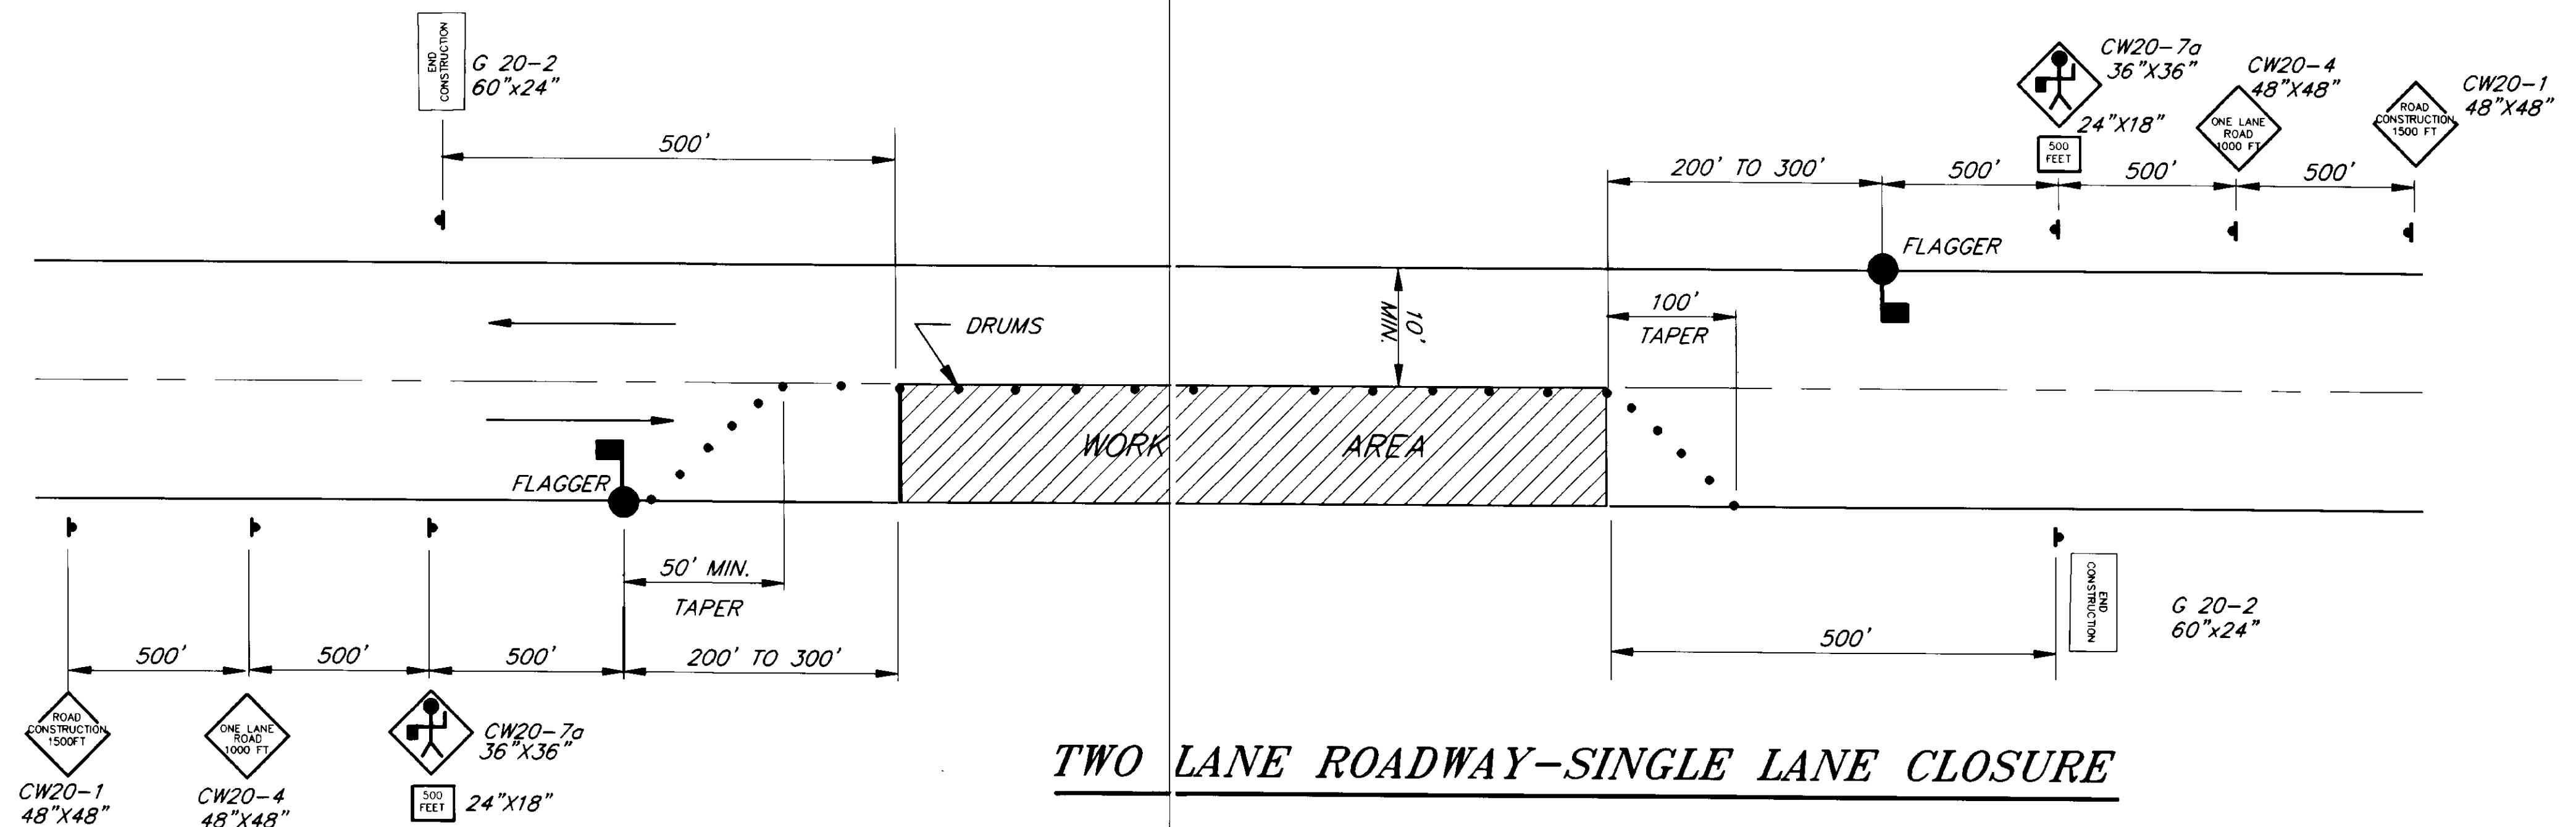 END
CONSTRUCTION
G 20-2
60"x24"
500'
CW20-7a
36"X36"
24"X18"
500
FEET
CW20-4
48"X48"
ONE LANE
ROAD
1000 FT
CW20-1
48"X48"
ROAD
CONSTRUCTION
1500 FT
200' TO 300'
500'
500'
500'
FLAGGER
DRUMS
10'
MIN.
100'
TAPER
WORK AREA
FLAGGER
50' MIN.
TAPER
500'
500'
500'
200' TO 300'
500'
END
CONSTRUCTION
G 20-2
60"x24"
ROAD
CONSTRUCTION
1500FT
CW20-1
48"X48"
ONE LANE
ROAD
1000 FT
CW20-4
48"X48"
CW20-7a
36"X36"
500
FEET
24"X18"
TWO LANE ROADWAY-SINGLE LANE CLOSURE